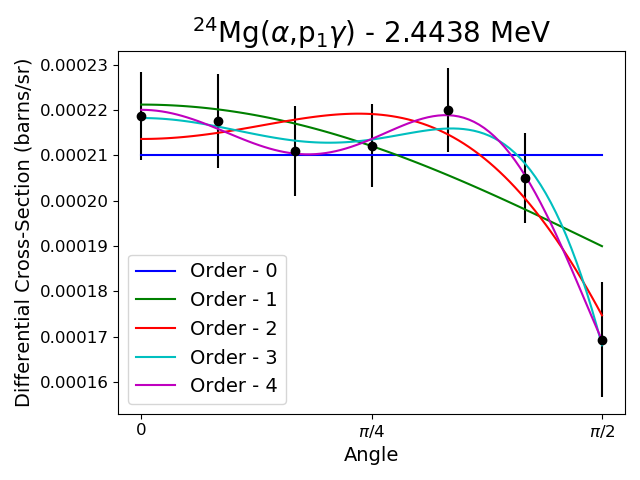 ²⁴Mg(α,p₁γ) - 2.4438 MeV
Differential Cross-Section (barns/sr)
0.00023
0.00022
0.00021
0.00020
0.00019
0.00018
0.00017
0.00016
Order - 0
Order - 1
Order - 2
Order - 3
Order - 4
0
π/4
π/2
Angle